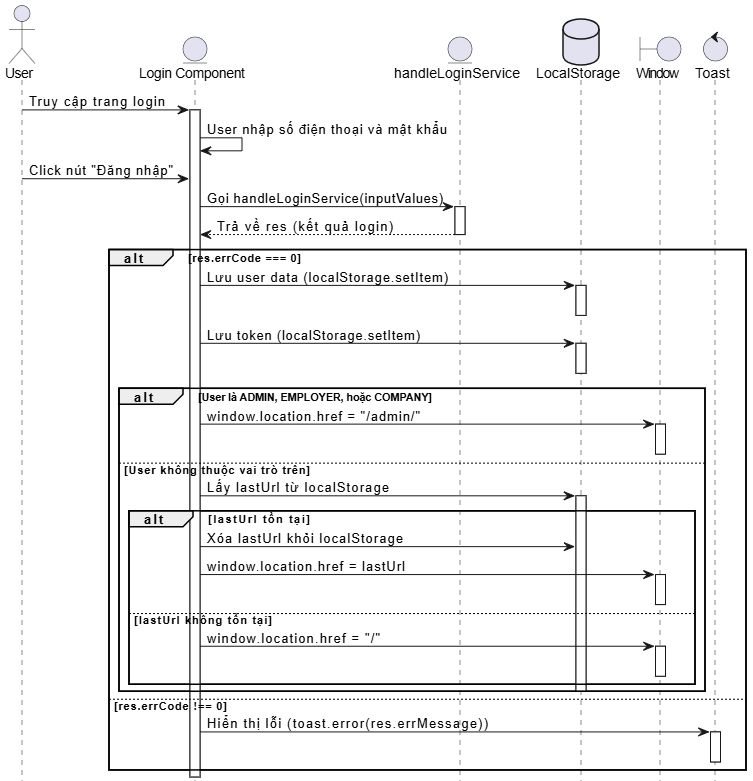 User
Login Component
handleLoginService
LocalStorage
Window
Toast
Truy cập trang login
User nhập số điện thoại và mật khẩu
Click nút "Đăng nhập"
Gọi handleLoginService(inputValues)
Trả về res (kết quả login)
alt
[res.errCode === 0]
Lưu user data (localStorage.setItem)
Lưu token (localStorage.setItem)
alt
[User là ADMIN, EMPLOYER, hoặc COMPANY]
window.location.href = "/admin/"
[User không thuộc vai trò trên]
Lấy lastUrl từ localStorage
alt
[lastUrl tồn tại]
Xóa lastUrl khỏi localStorage
window.location.href = lastUrl
[lastUrl không tồn tại]
window.location.href = "/"
[res.errCode !== 0]
Hiển thị lỗi (toast.error(res.errMessage))